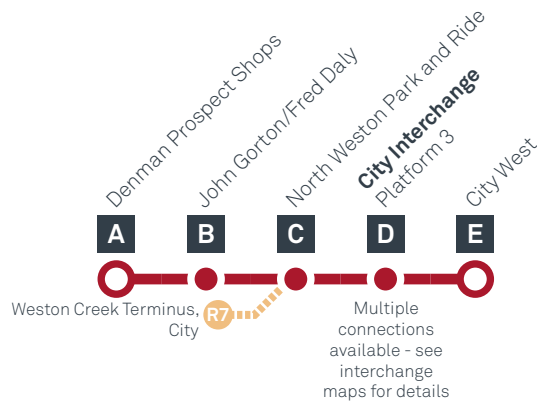 Denman Prospect Shops
John Gorton/Fred Daly
North Weston Park and Ride
City Interchange
Platform 3
City West
A
B
C
D
E
Weston Creek Terminus,
City
R7
Multiple
connections
available - see
interchange
maps for details